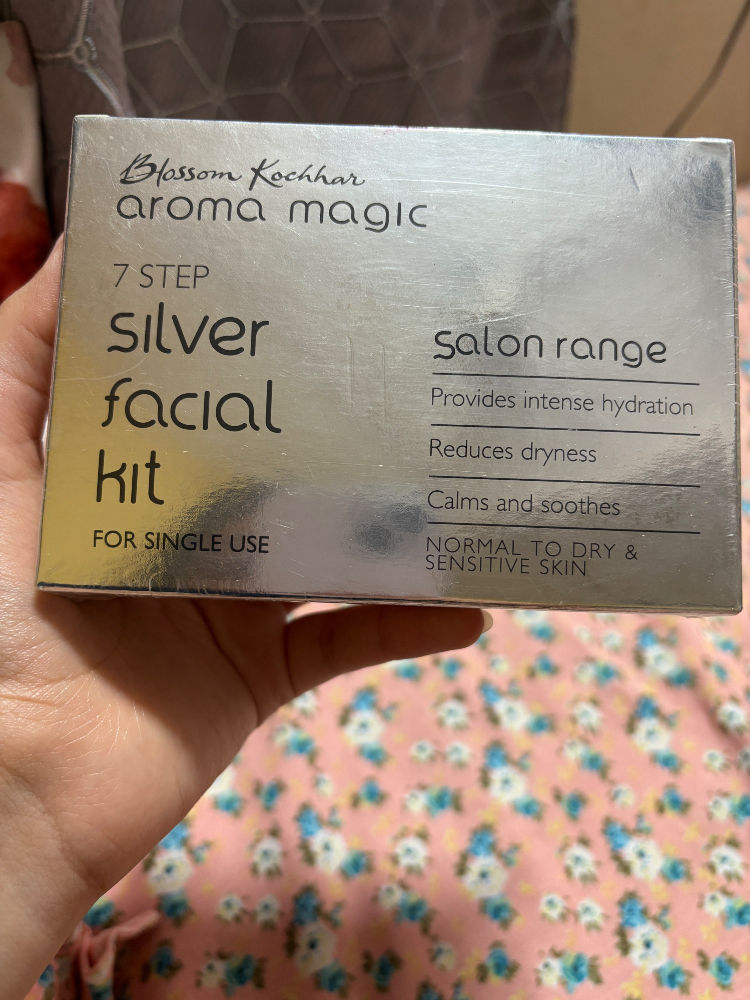 Blossom Kochhar
aroma magic
7 STEP
silver
facial
kit
FOR SINGLE USE
salon range
Provides intense hydration
Reduces dryness
Calms and soothes
NORMAL TO DRY &
SENSITIVE SKIN